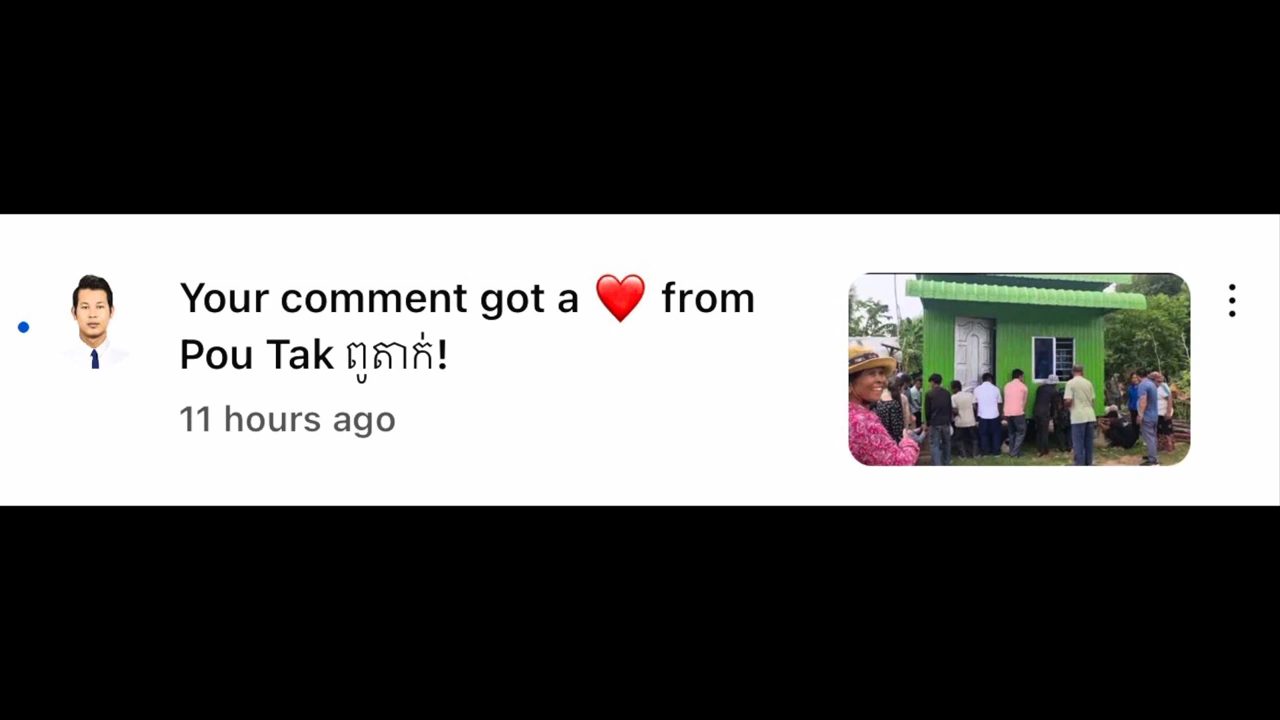 Your comment got a ❤️ from
Pou Tak ពូតាក់!
11 hours ago